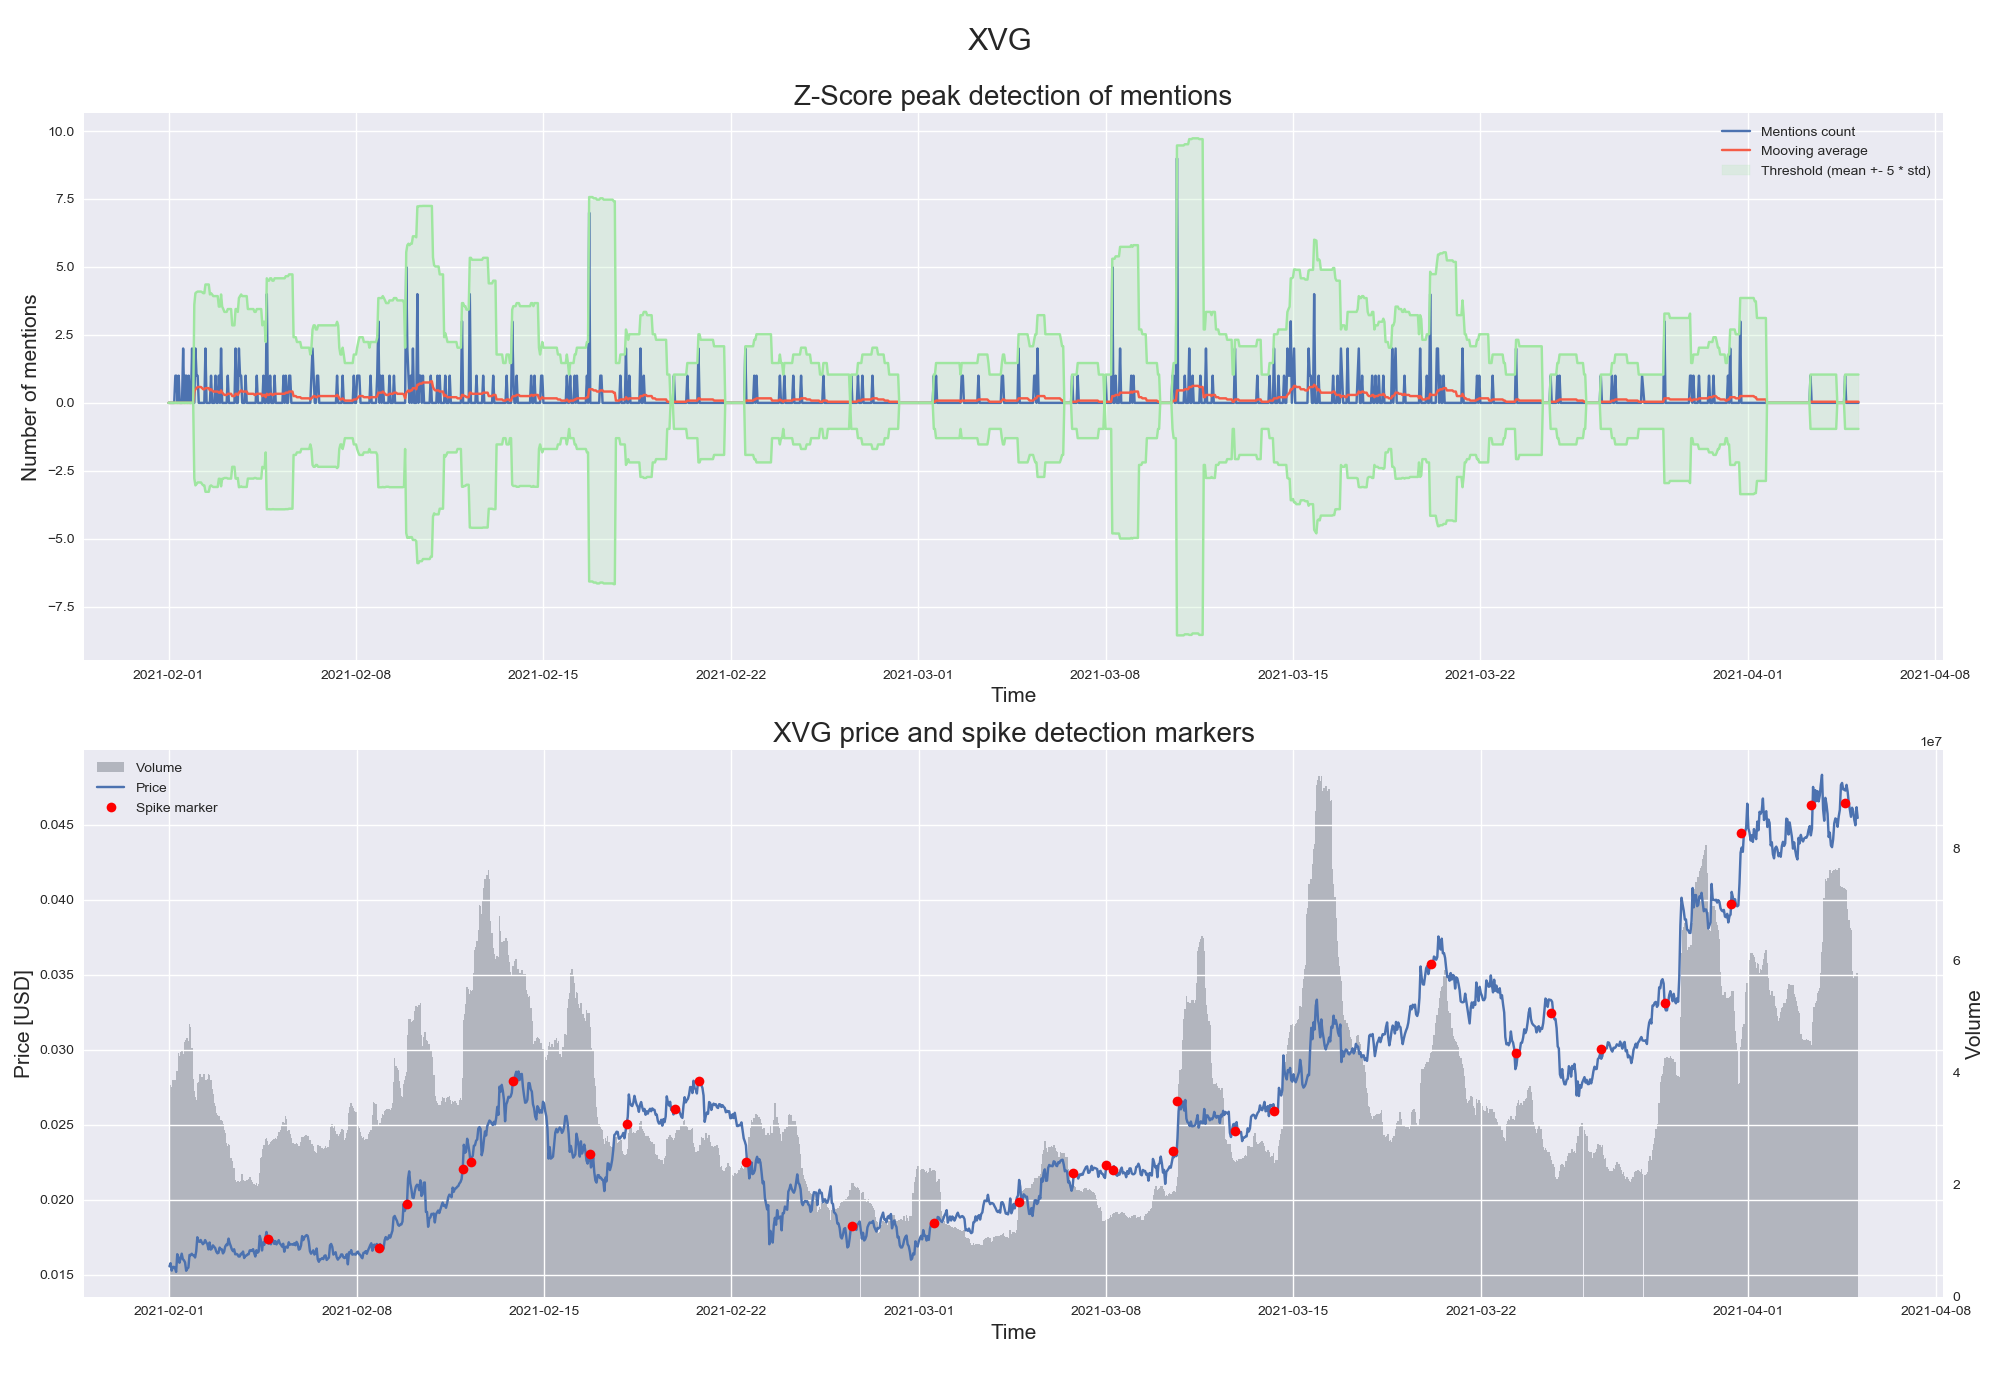 XVG
Z-Score peak detection of mentions
10.0
7.5
5.0
2.5
0.0
−2.5
−5.0
−7.5
Number of mentions
Mentions count
Mooving average
Threshold (mean +- 5 * std)
2021-02-01 2021-02-08 2021-02-15 2021-02-22 2021-03-01 2021-03-08 2021-03-15 2021-03-22 2021-04-01 2021-04-08
Time
XVG price and spike detection markers
1e7
Volume
Price
Spike marker
0.045
0.040
0.035
0.030
0.025
0.020
0.015
Price [USD]
8
6
4
2
0
Volume
2021-02-01 2021-02-08 2021-02-15 2021-02-22 2021-03-01 2021-03-08 2021-03-15 2021-03-22 2021-04-01 2021-04-08
Time